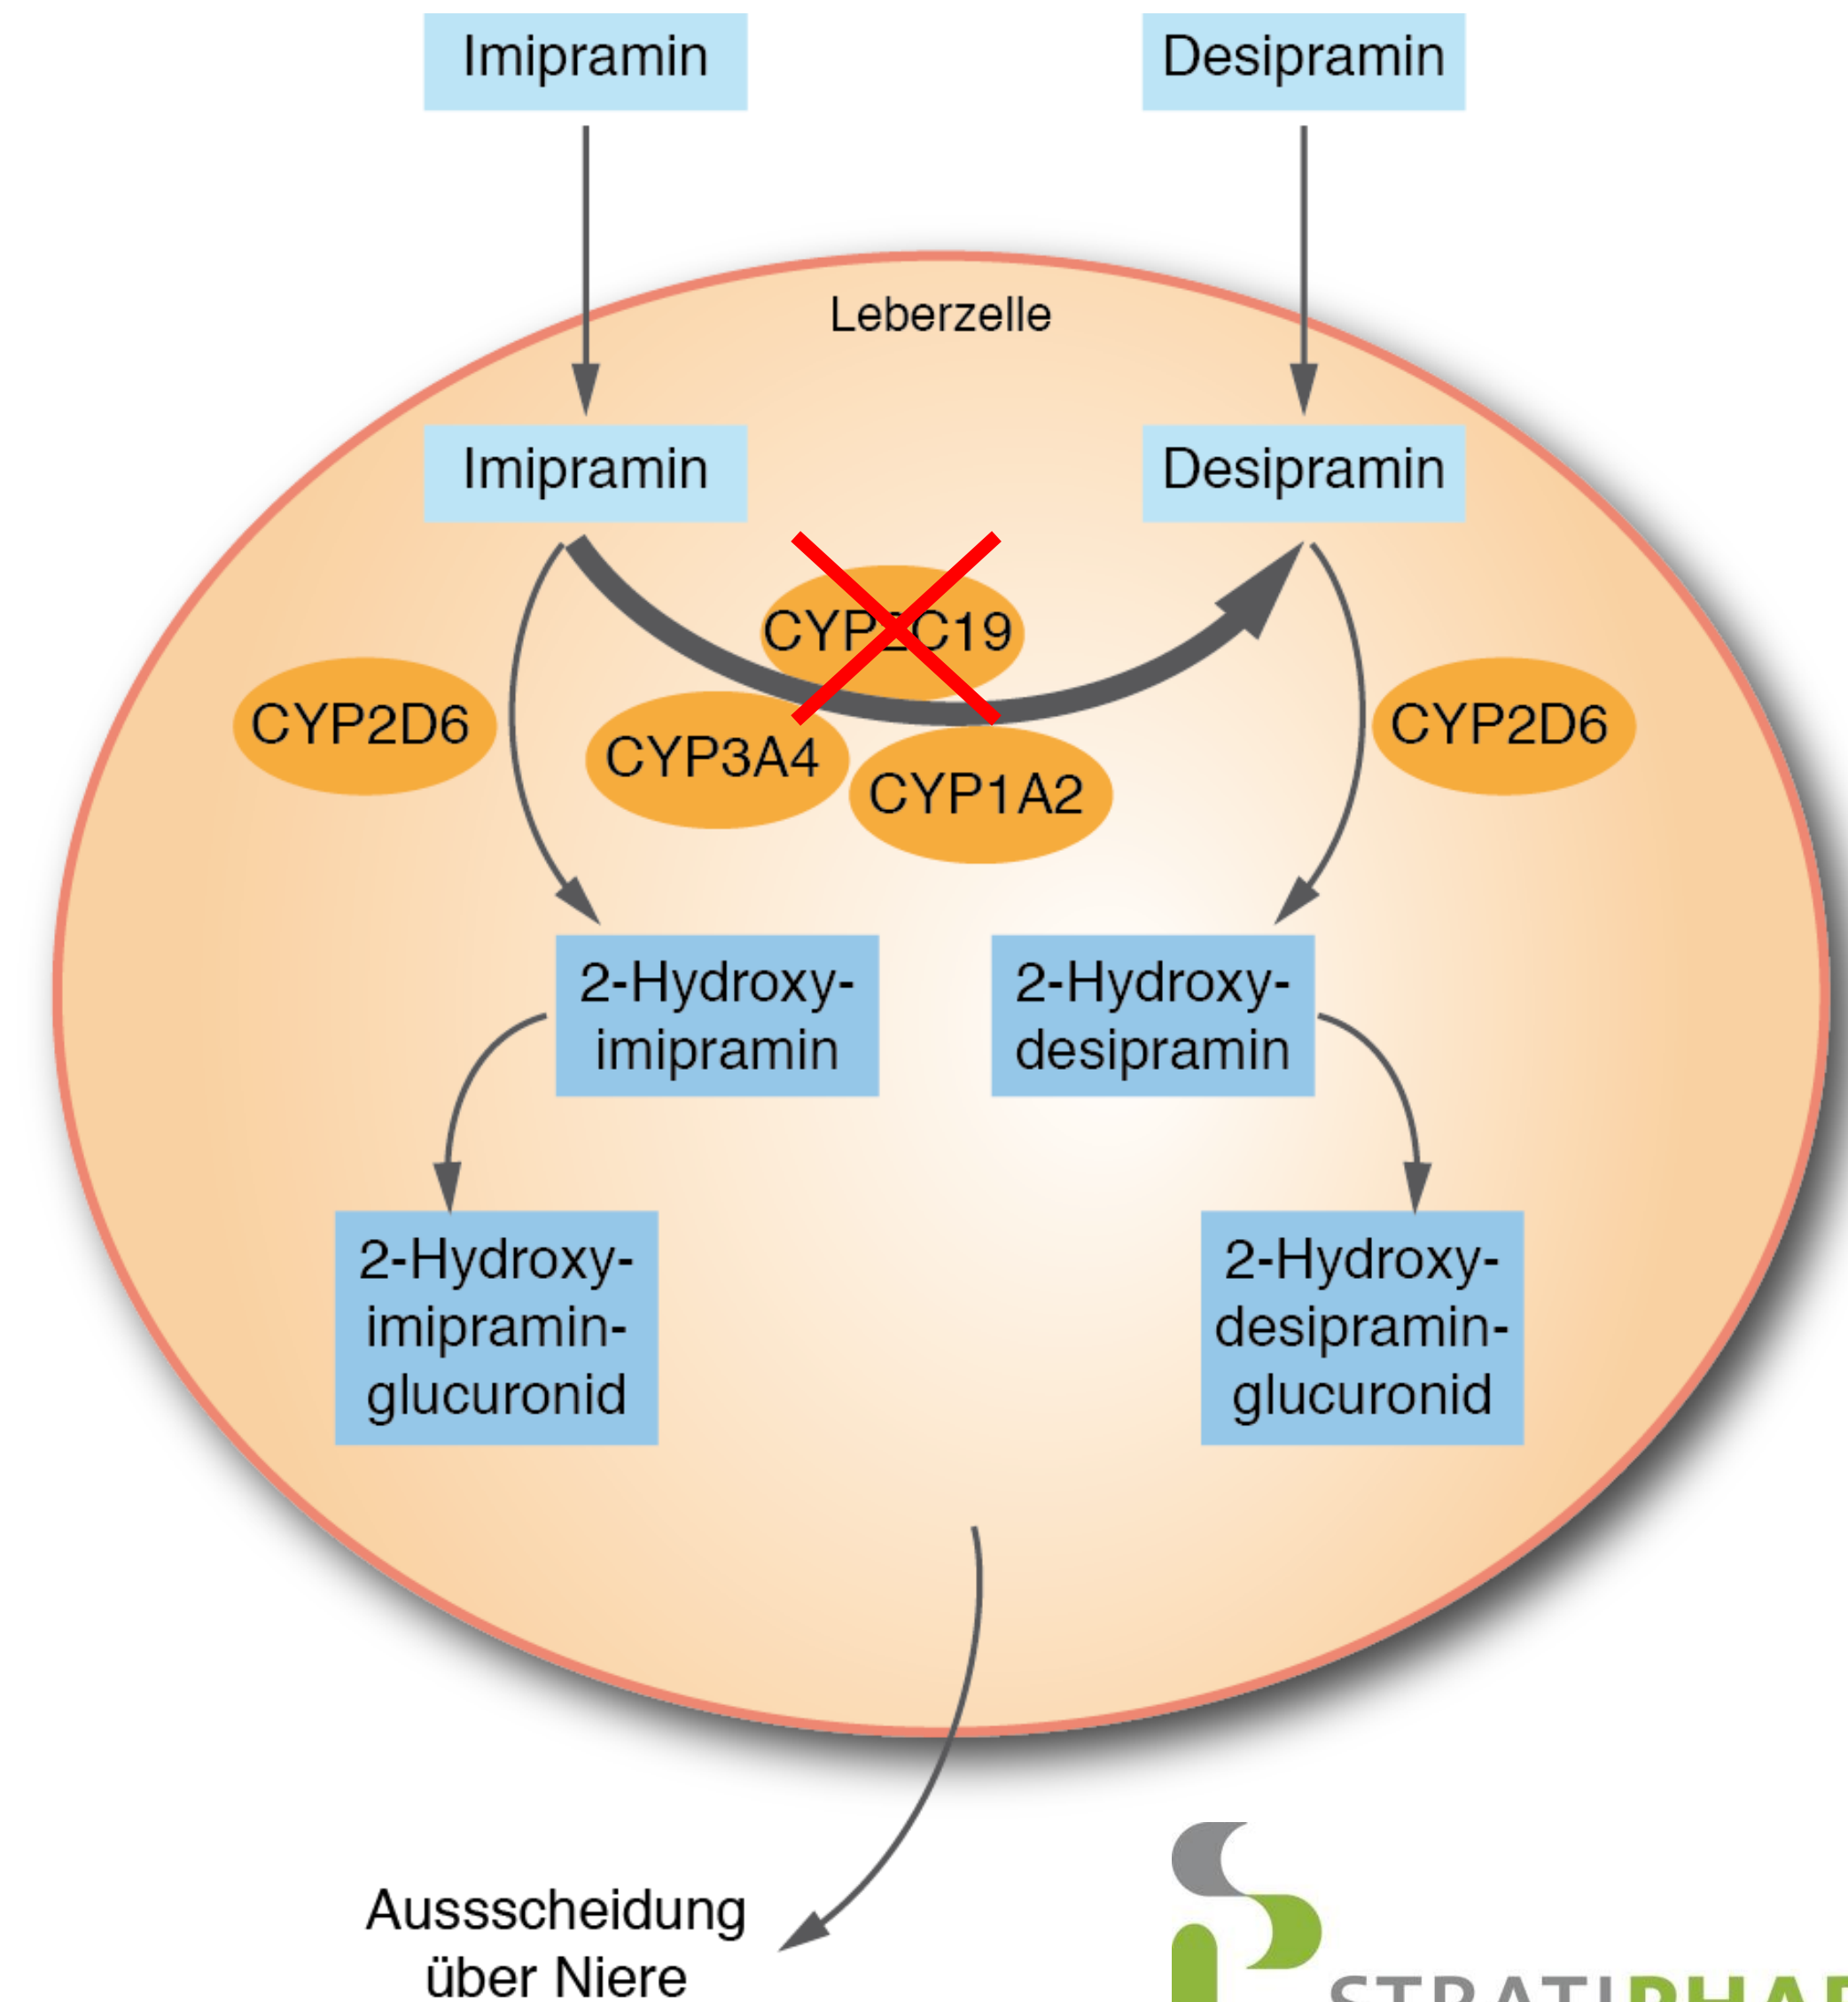 Imipramin
Desipramin
Leberzelle
Imipramin
Desipramin
CYP2C19
CYP2D6
CYP3A4
CYP1A2
CYP2D6
2-Hydroxy-
imipramin
2-Hydroxy-
desipramin
2-Hydroxy-
imipramin-
glucuronid
2-Hydroxy-
desipramin-
glucuronid
Aussscheidung
über Niere